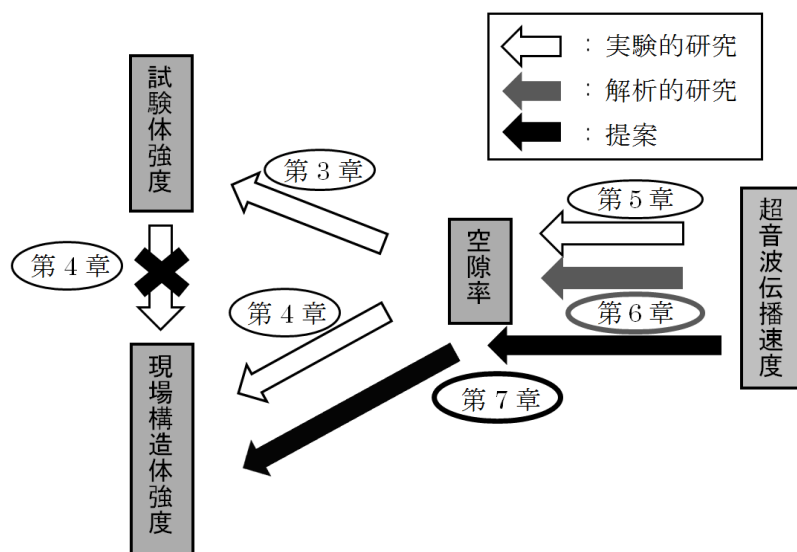 ：実験的研究
：解析的研究
：提案
試験体強度
第3章
第5章
超音波伝播速度
空隙率
第4章
第4章
第6章
現場構造体強度
第7章